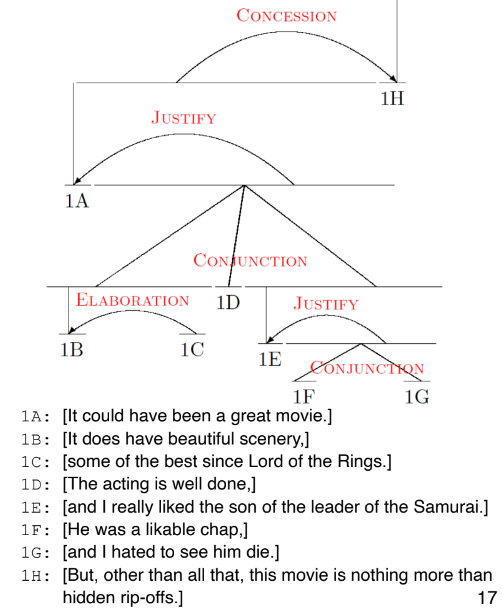 CONCESSION
1H
JUSTIFY
1A
CONJUNCTION
ELABORATION
1D
JUSTIFY
1B
1C
1E
CONJUNCTION
1F
1G
1A: [It could have been a great movie.]
1B: [It does have beautiful scenery,]
1C: [some of the best since Lord of the Rings.]
1D: [The acting is well done,]
1E: [and I really liked the son of the leader of the Samurai.]
1F: [He was a likable chap,]
1G: [and I hated to see him die.]
1H: [But, other than all that, this movie is nothing more than
hidden rip-offs.]
17